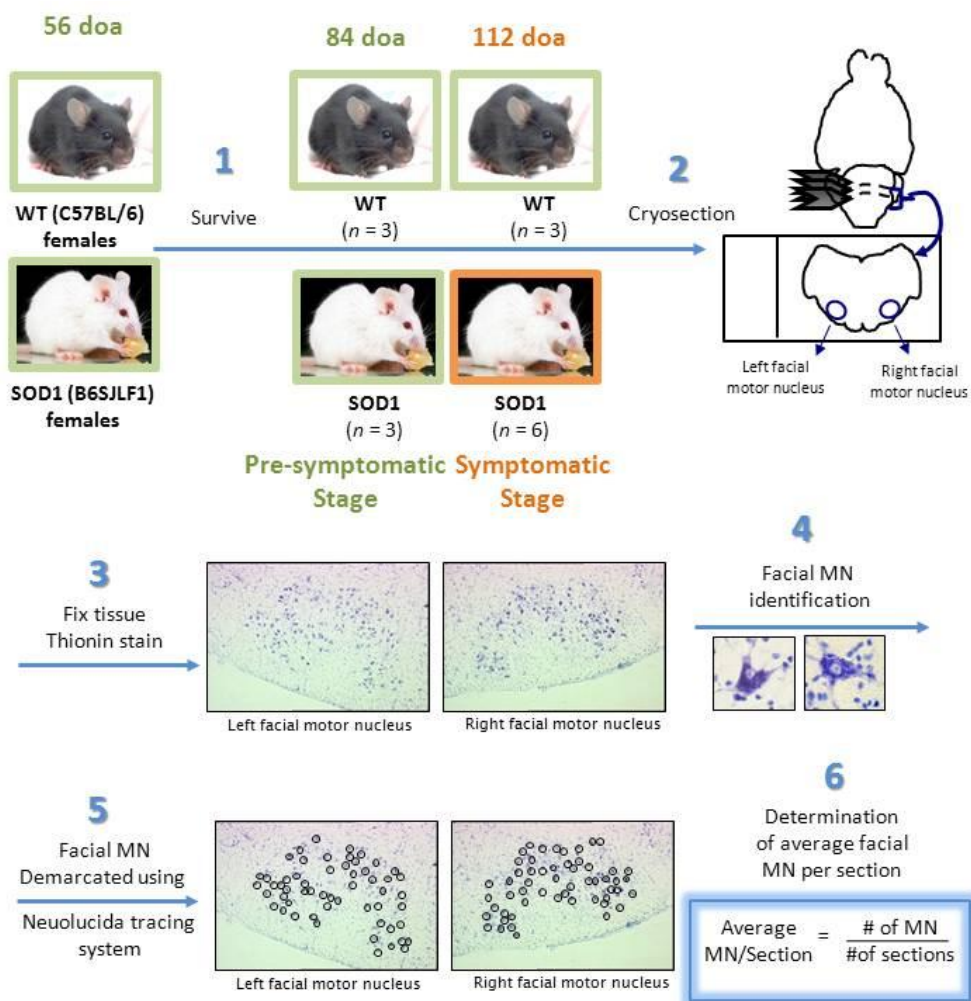 56 doa
84 doa
112 doa
WT (C57BL/6)
females
1
Survive
WT
(n = 3)
WT
(n = 3)
2
Cryosection
SOD1 (B6SJLF1)
females
SOD1
(n = 3)
SOD1
(n = 6)
Pre-symptomatic
Stage
Symptomatic
Stage
Left facial
motor nucleus
Right facial
motor nucleus
3
Fix tissue
Thionin stain
Left facial motor nucleus
Right facial motor nucleus
4
Facial MN
identification
5
Facial MN
Demarcated using
Neuolucida tracing
system
Left facial motor nucleus
Right facial motor nucleus
6
Determination
of average facial
MN per section
Average
MN/Section
=
# of MN
#of sections